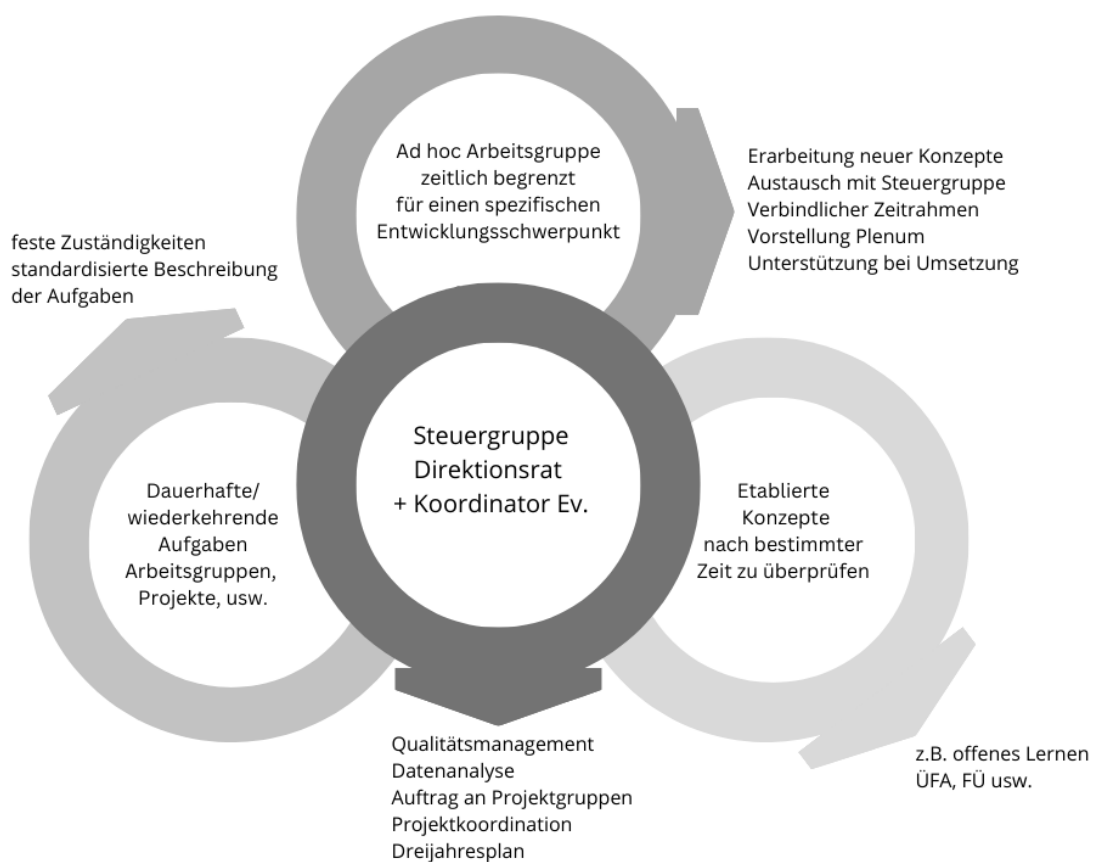 Ad hoc Arbeitsgruppe
zeitlich begrenzt
für einen spezifischen
Entwicklungsschwerpunkt
Erarbeitung neuer Konzepte
Austausch mit Steuergruppe
Verbindlicher Zeitrahmen
Vorstellung Plenum
Unterstützung bei Umsetzung
feste Zuständigkeiten
standardisierte Beschreibung
der Aufgaben
Dauerhafte/
wiederkehrende
Aufgaben
Arbeitsgruppen,
Projekte, usw.
Steuergruppe
Direktionsrat
+ Koordinator Ev.
Etablierte
Konzepte
nach bestimmter
Zeit zu überprüfen
Qualitätsmanagement
Datenanalyse
Auftrag an Projektgruppen
Projektkoordination
Dreijahresplan
z.B. offenes Lernen
ÜFA, FÜ usw.